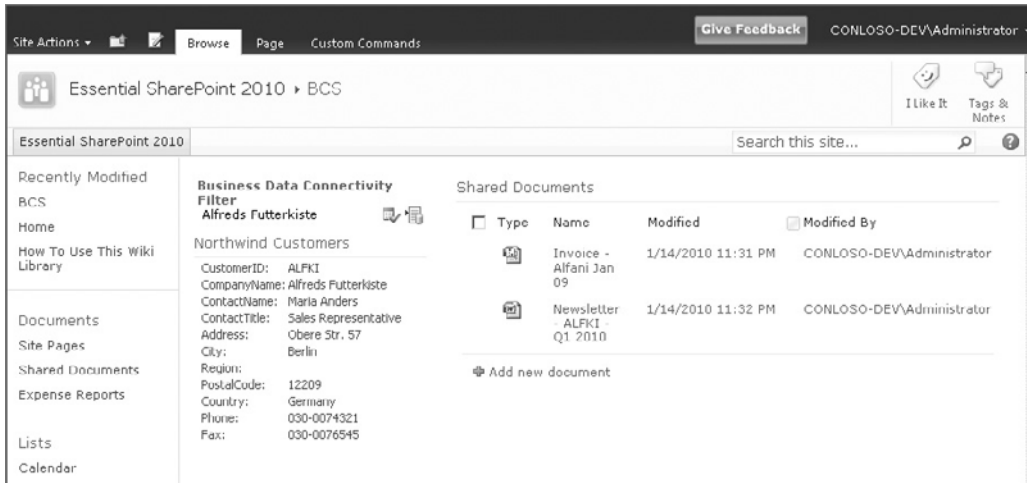 Site Actions
Browse
Page
Custom Commands
Give Feedback
CONLOSO-DEV\Administrator
Essential SharePoint 2010 ▸ BCS
I Like It
Tags &
Notes
Essential SharePoint 2010
Search this site...
Recently Modified
BCS
Home
How To Use This Wiki
Library
Documents
Site Pages
Shared Documents
Expense Reports
Lists
Calendar
Business Data Connectivity
Filter
Alfreds Futterkiste
Northwind Customers
CustomerID: ALFKI
CompanyName: Alfreds Futterkiste
ContactName: Maria Anders
ContactTitle: Sales Representative
Address: Obere Str. 57
City: Berlin
Region:
PostalCode: 12209
Country: Germany
Phone: 030-0074321
Fax: 030-0076545
Shared Documents
Type Name Modified Modified By
Invoice - 1/14/2010 11:31 PM CONLOSO-DEV\Administrator
Alfani Jan
09
Newsletter 1/14/2010 11:32 PM CONLOSO-DEV\Administrator
- ALFKI -
Q1 2010
Add new document